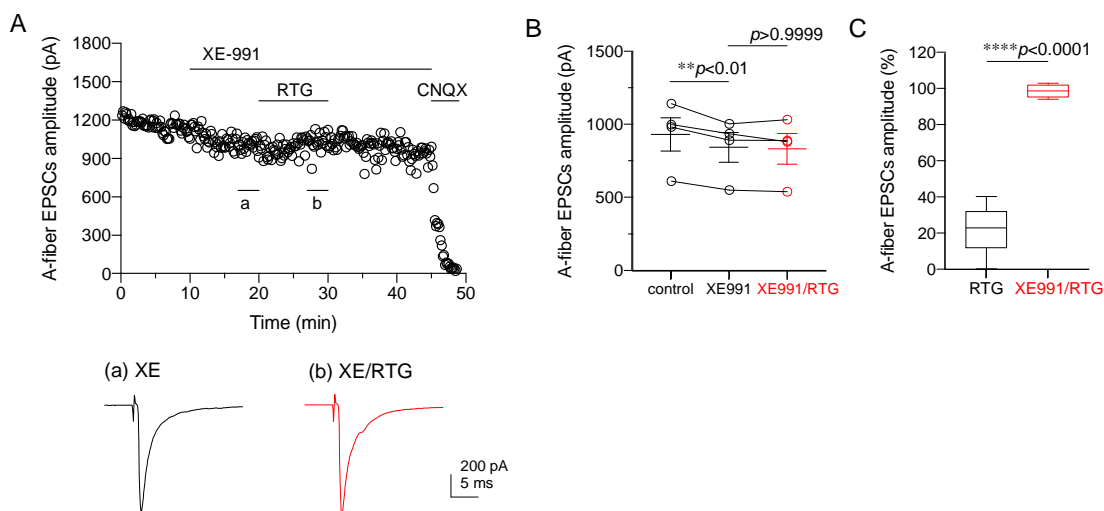 A
A-fiber EPSCs amplitude (pA)
1800
1500
1200
900
600
300
0
XE-991
RTG
CNQX
a
b
0 10 20 30 40 50
Time (min)
(a) XE
(b) XE/RTG
200 pA
5 ms
B
A-fiber EPSCs amplitude (pA)
1500
1000
500
0
p>0.9999
**p<0.01
control XE991 XE991/RTG
C
A-fiber EPSCs amplitude (%)
120
100
80
60
40
20
0
****p<0.0001
RTG XE991/RTG